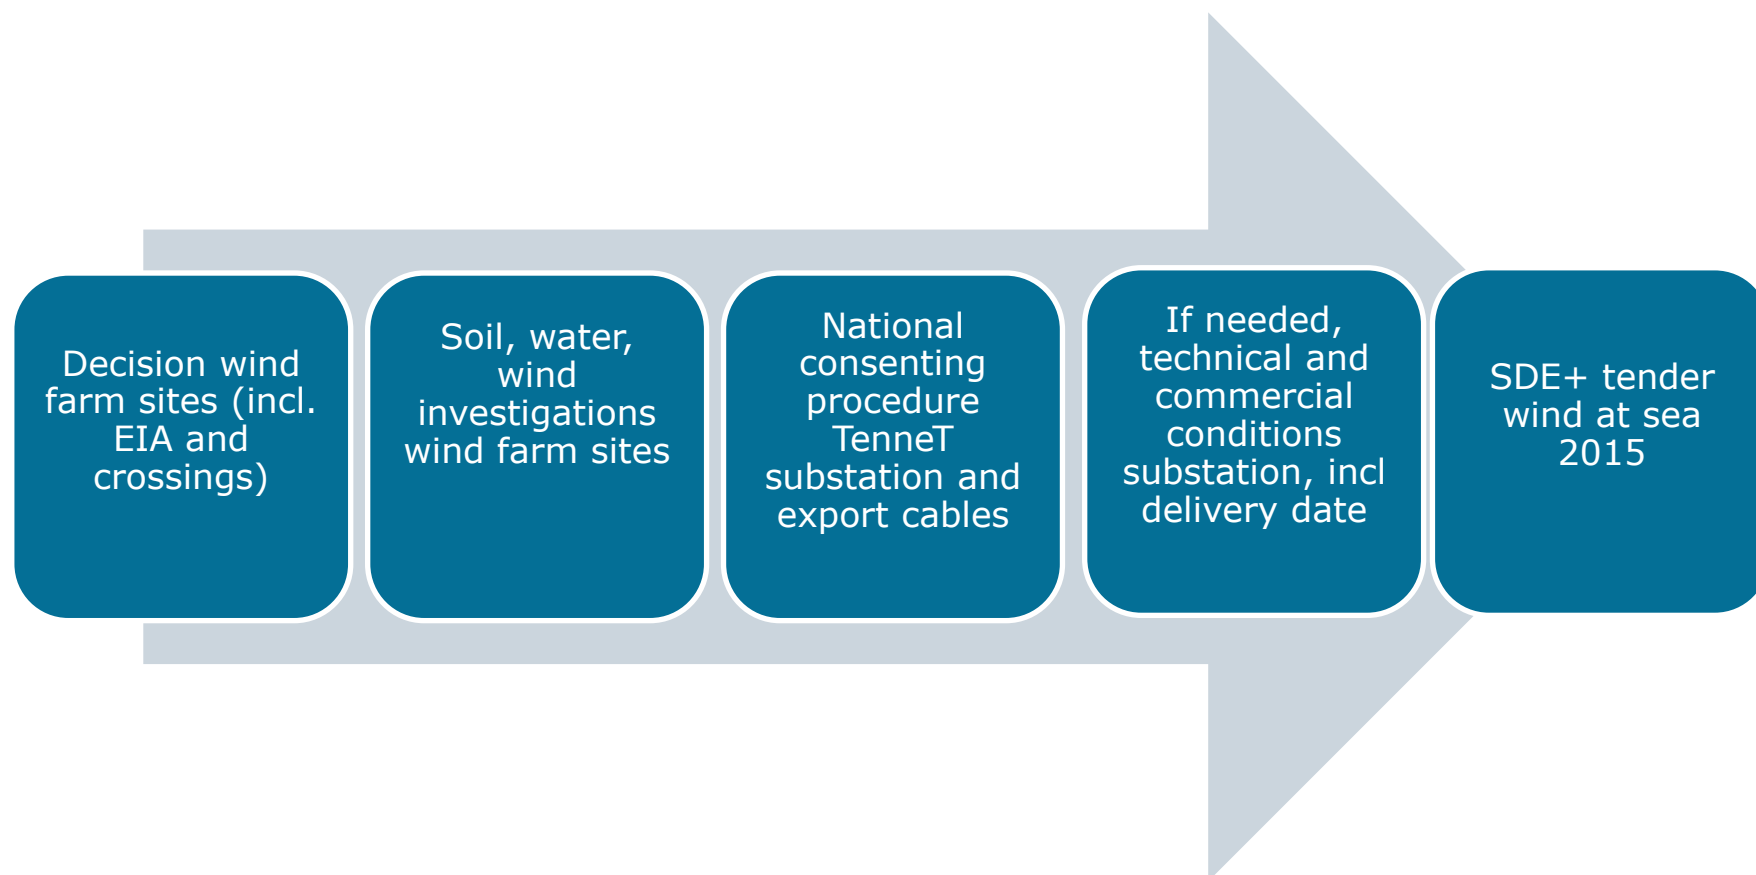 Decision wind
farm sites (incl.
EIA and
crossings)
Soil, water,
wind
investigations
wind farm sites
National
consenting
procedure
TenneT
substation and
export cables
If needed,
technical and
commercial
conditions
substation, incl
delivery date
SDE+ tender
wind at sea
2015